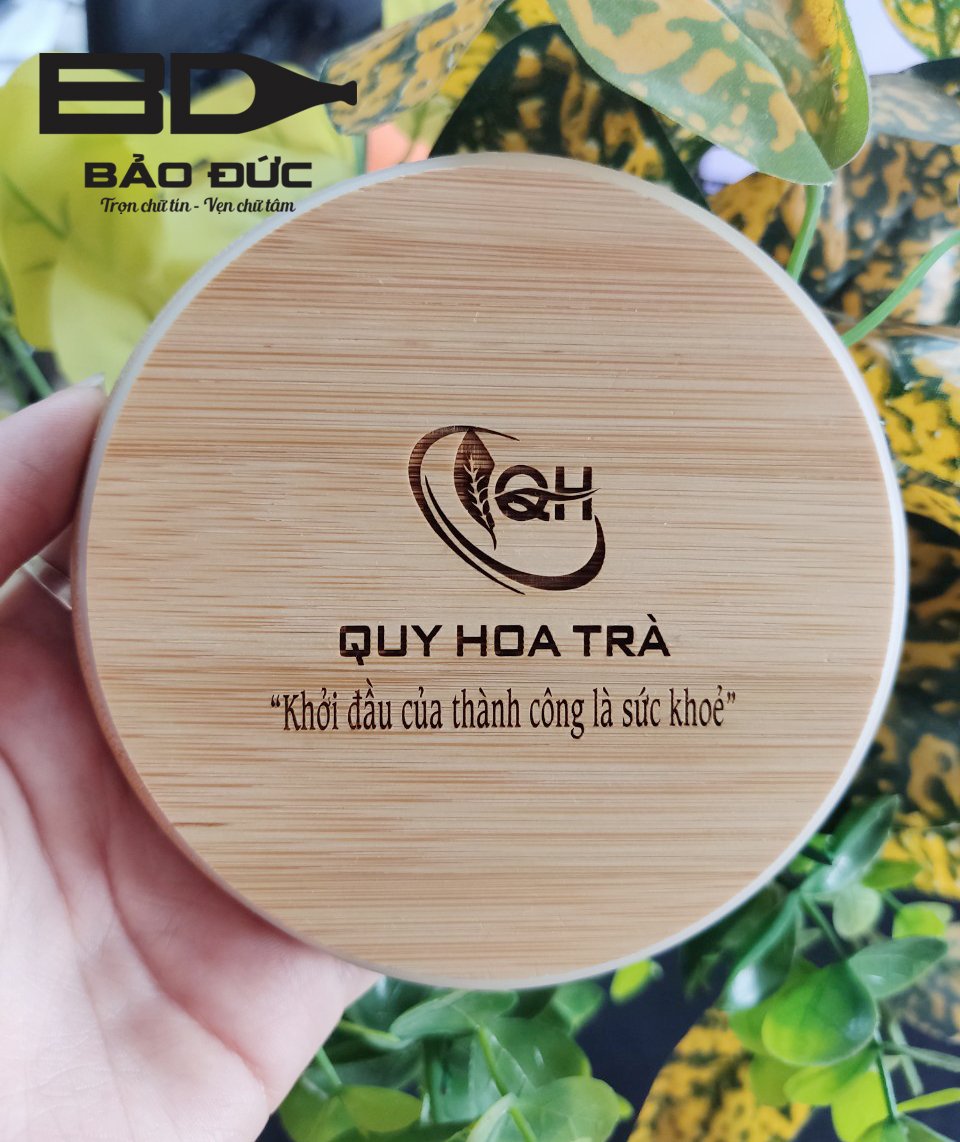 BD
BẢO ĐỨC
Trọn chữ tín - Vẹn chữ tâm
QH
QUY HOA TRÀ
“Khởi đầu của thành công là sức khoẻ”